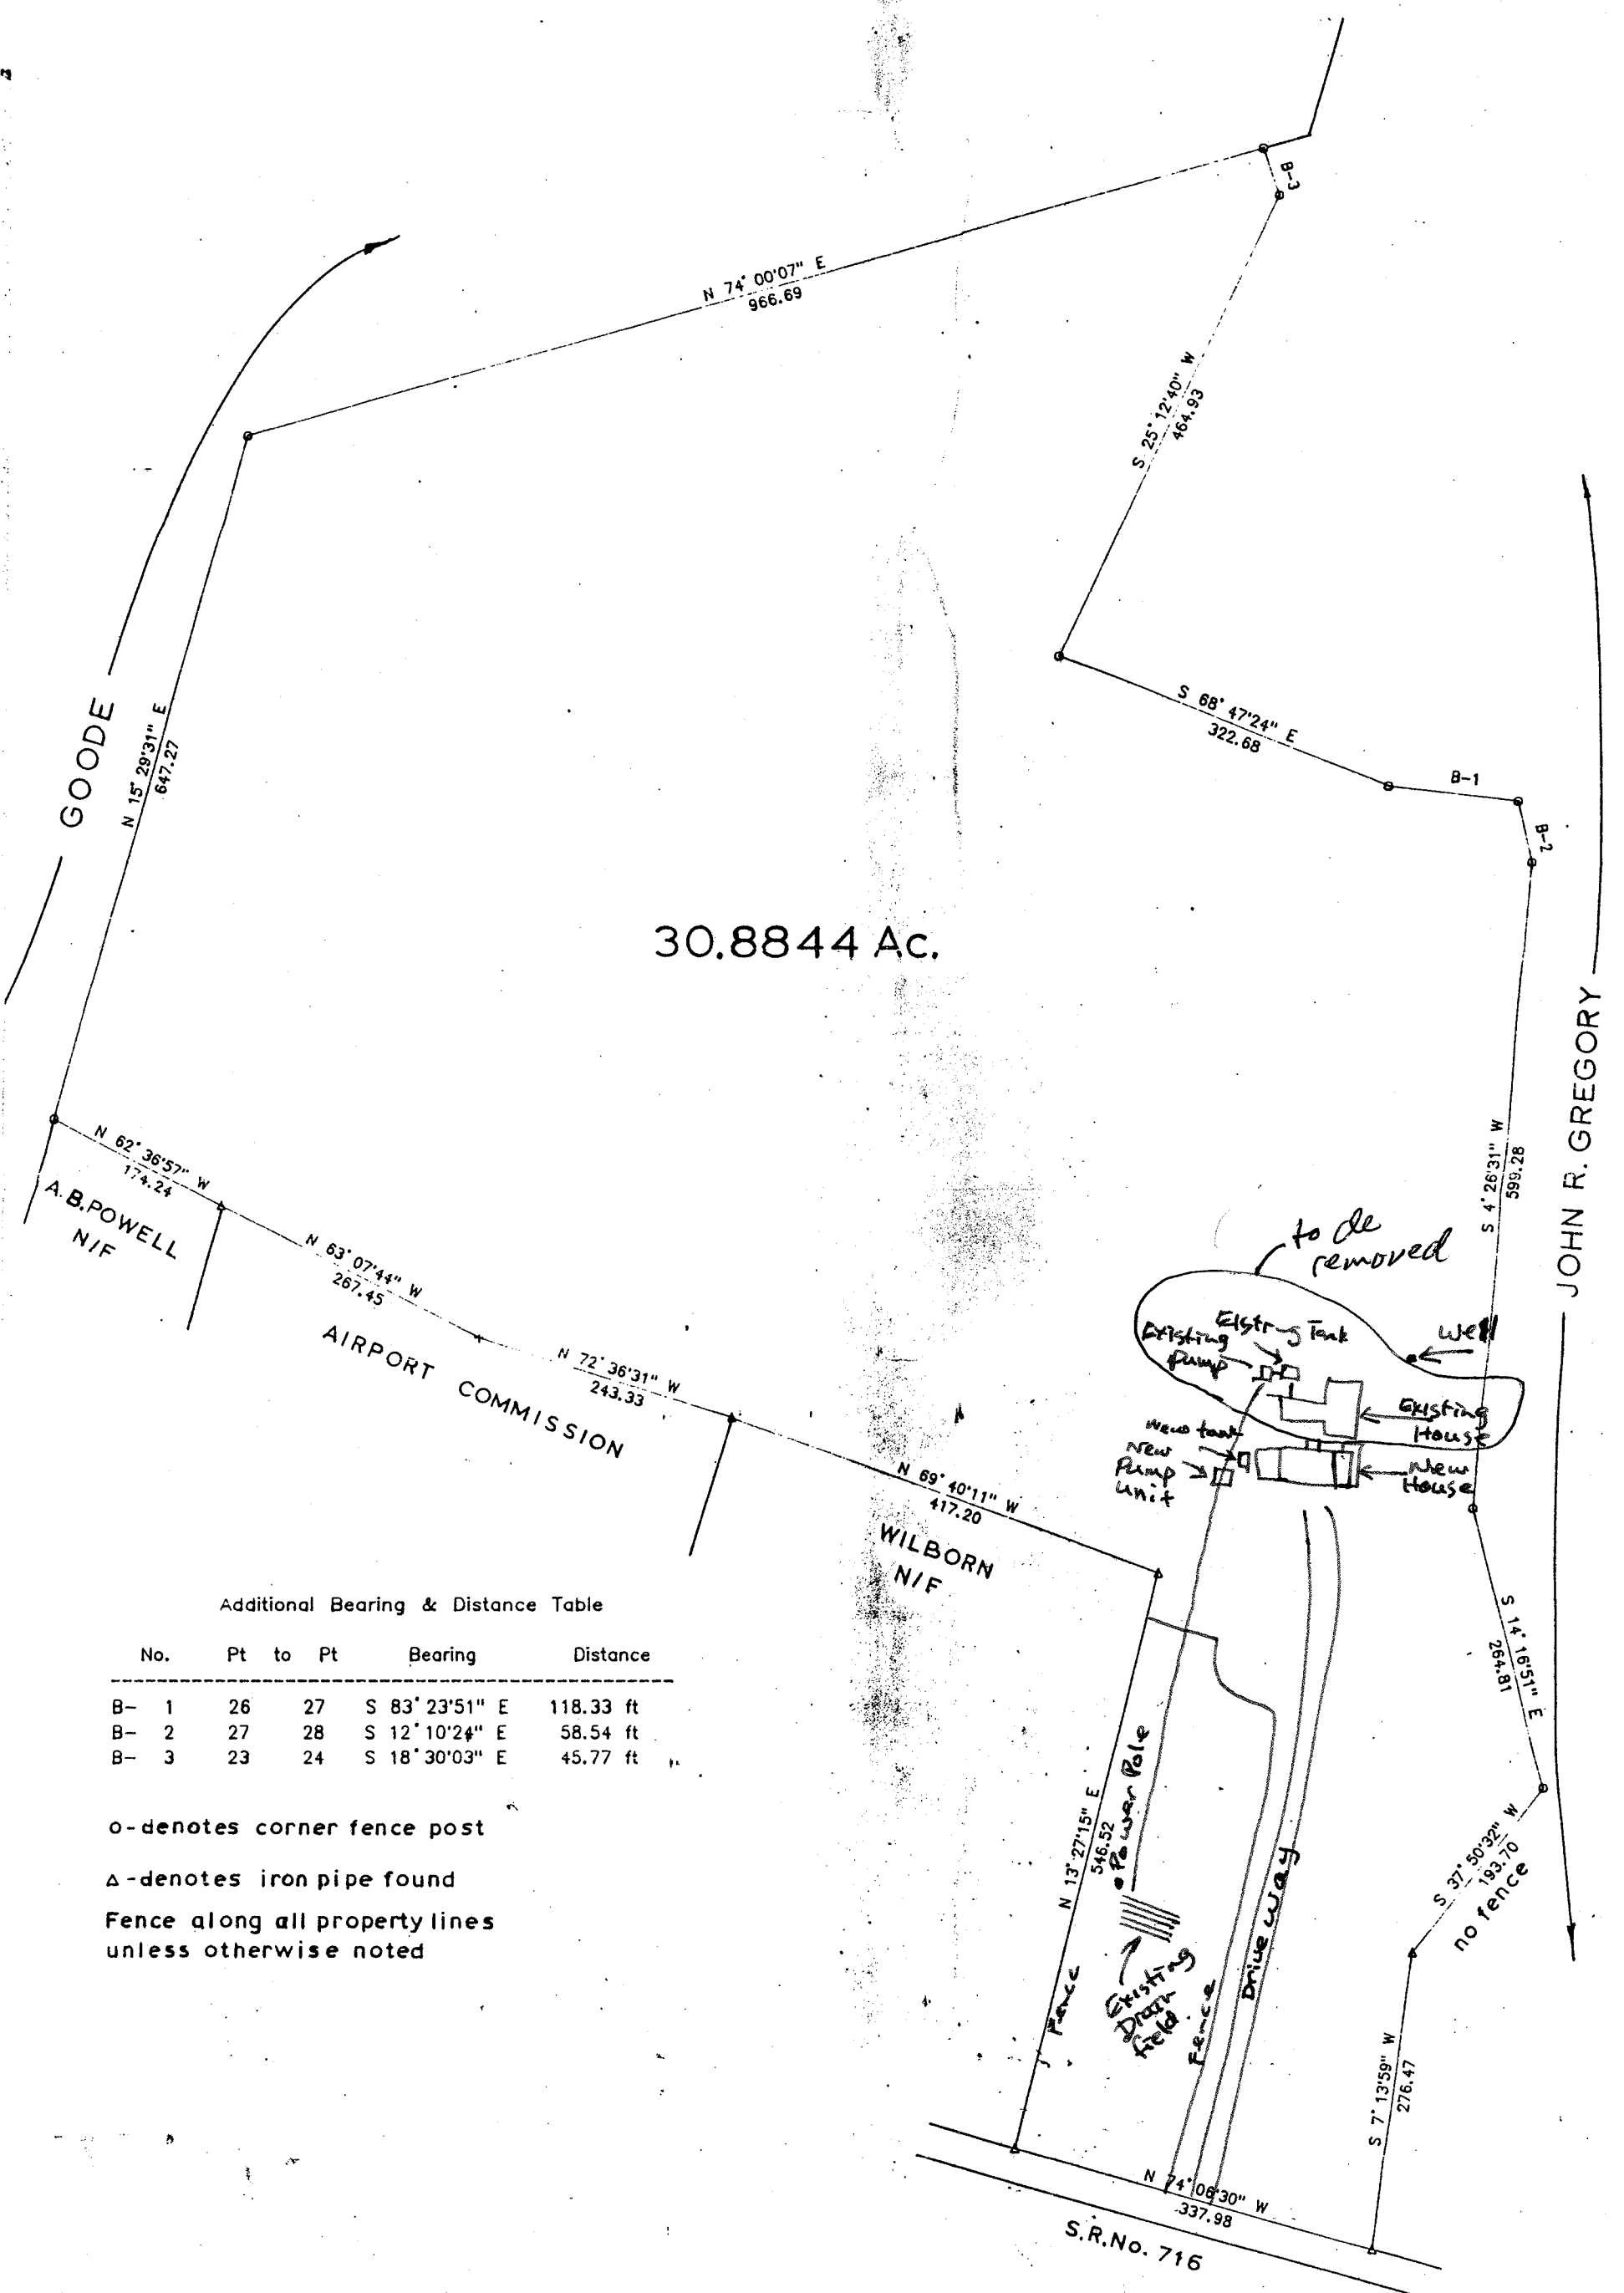 B-3
N 74° 00'07" E
966.69
S 25° 12'40" W
464.93
GOODE
N 15° 29'31" E
647.27
S 68° 47'24" E
322.68
B-1
B-2
30.8844 Ac.
JOHN R. GREGORY
S 4° 26'31" W
599.28
N 62° 36'57" W
174.24
A.B.POWELL
N/F
N 63° 07'44" W
267.45
AIRPORT COMMISSION
N 72° 36'31" W
243.33
to de
removed
Well
Existing
Pump
Eistring Tank
Existing
House
New tank
New
Pump
unit
New
House
N 69° 40'11" W
417.20
WILBORN
N/F
S 14° 16'51" E
264.81
Additional Bearing & Distance Table
No. Pt to Pt Bearing Distance
B- 1 26 27 S 83° 23'51" E 118.33 ft
B- 2 27 28 S 12° 10'24" E 58.54 ft
B- 3 23 24 S 18° 30'03" E 45.77 ft
o-denotes corner fence post
△-denotes iron pipe found
Fence along all property lines
unless otherwise noted
N 13° 27'15" E
546.52
Power Pole
Fence
Existing
Drain
field
Fence
Drive way
S 37° 50'32" W
193.70
no fence
S 7° 13'59" W
276.47
N 74° 06'30" W
337.98
S.R.No. 716